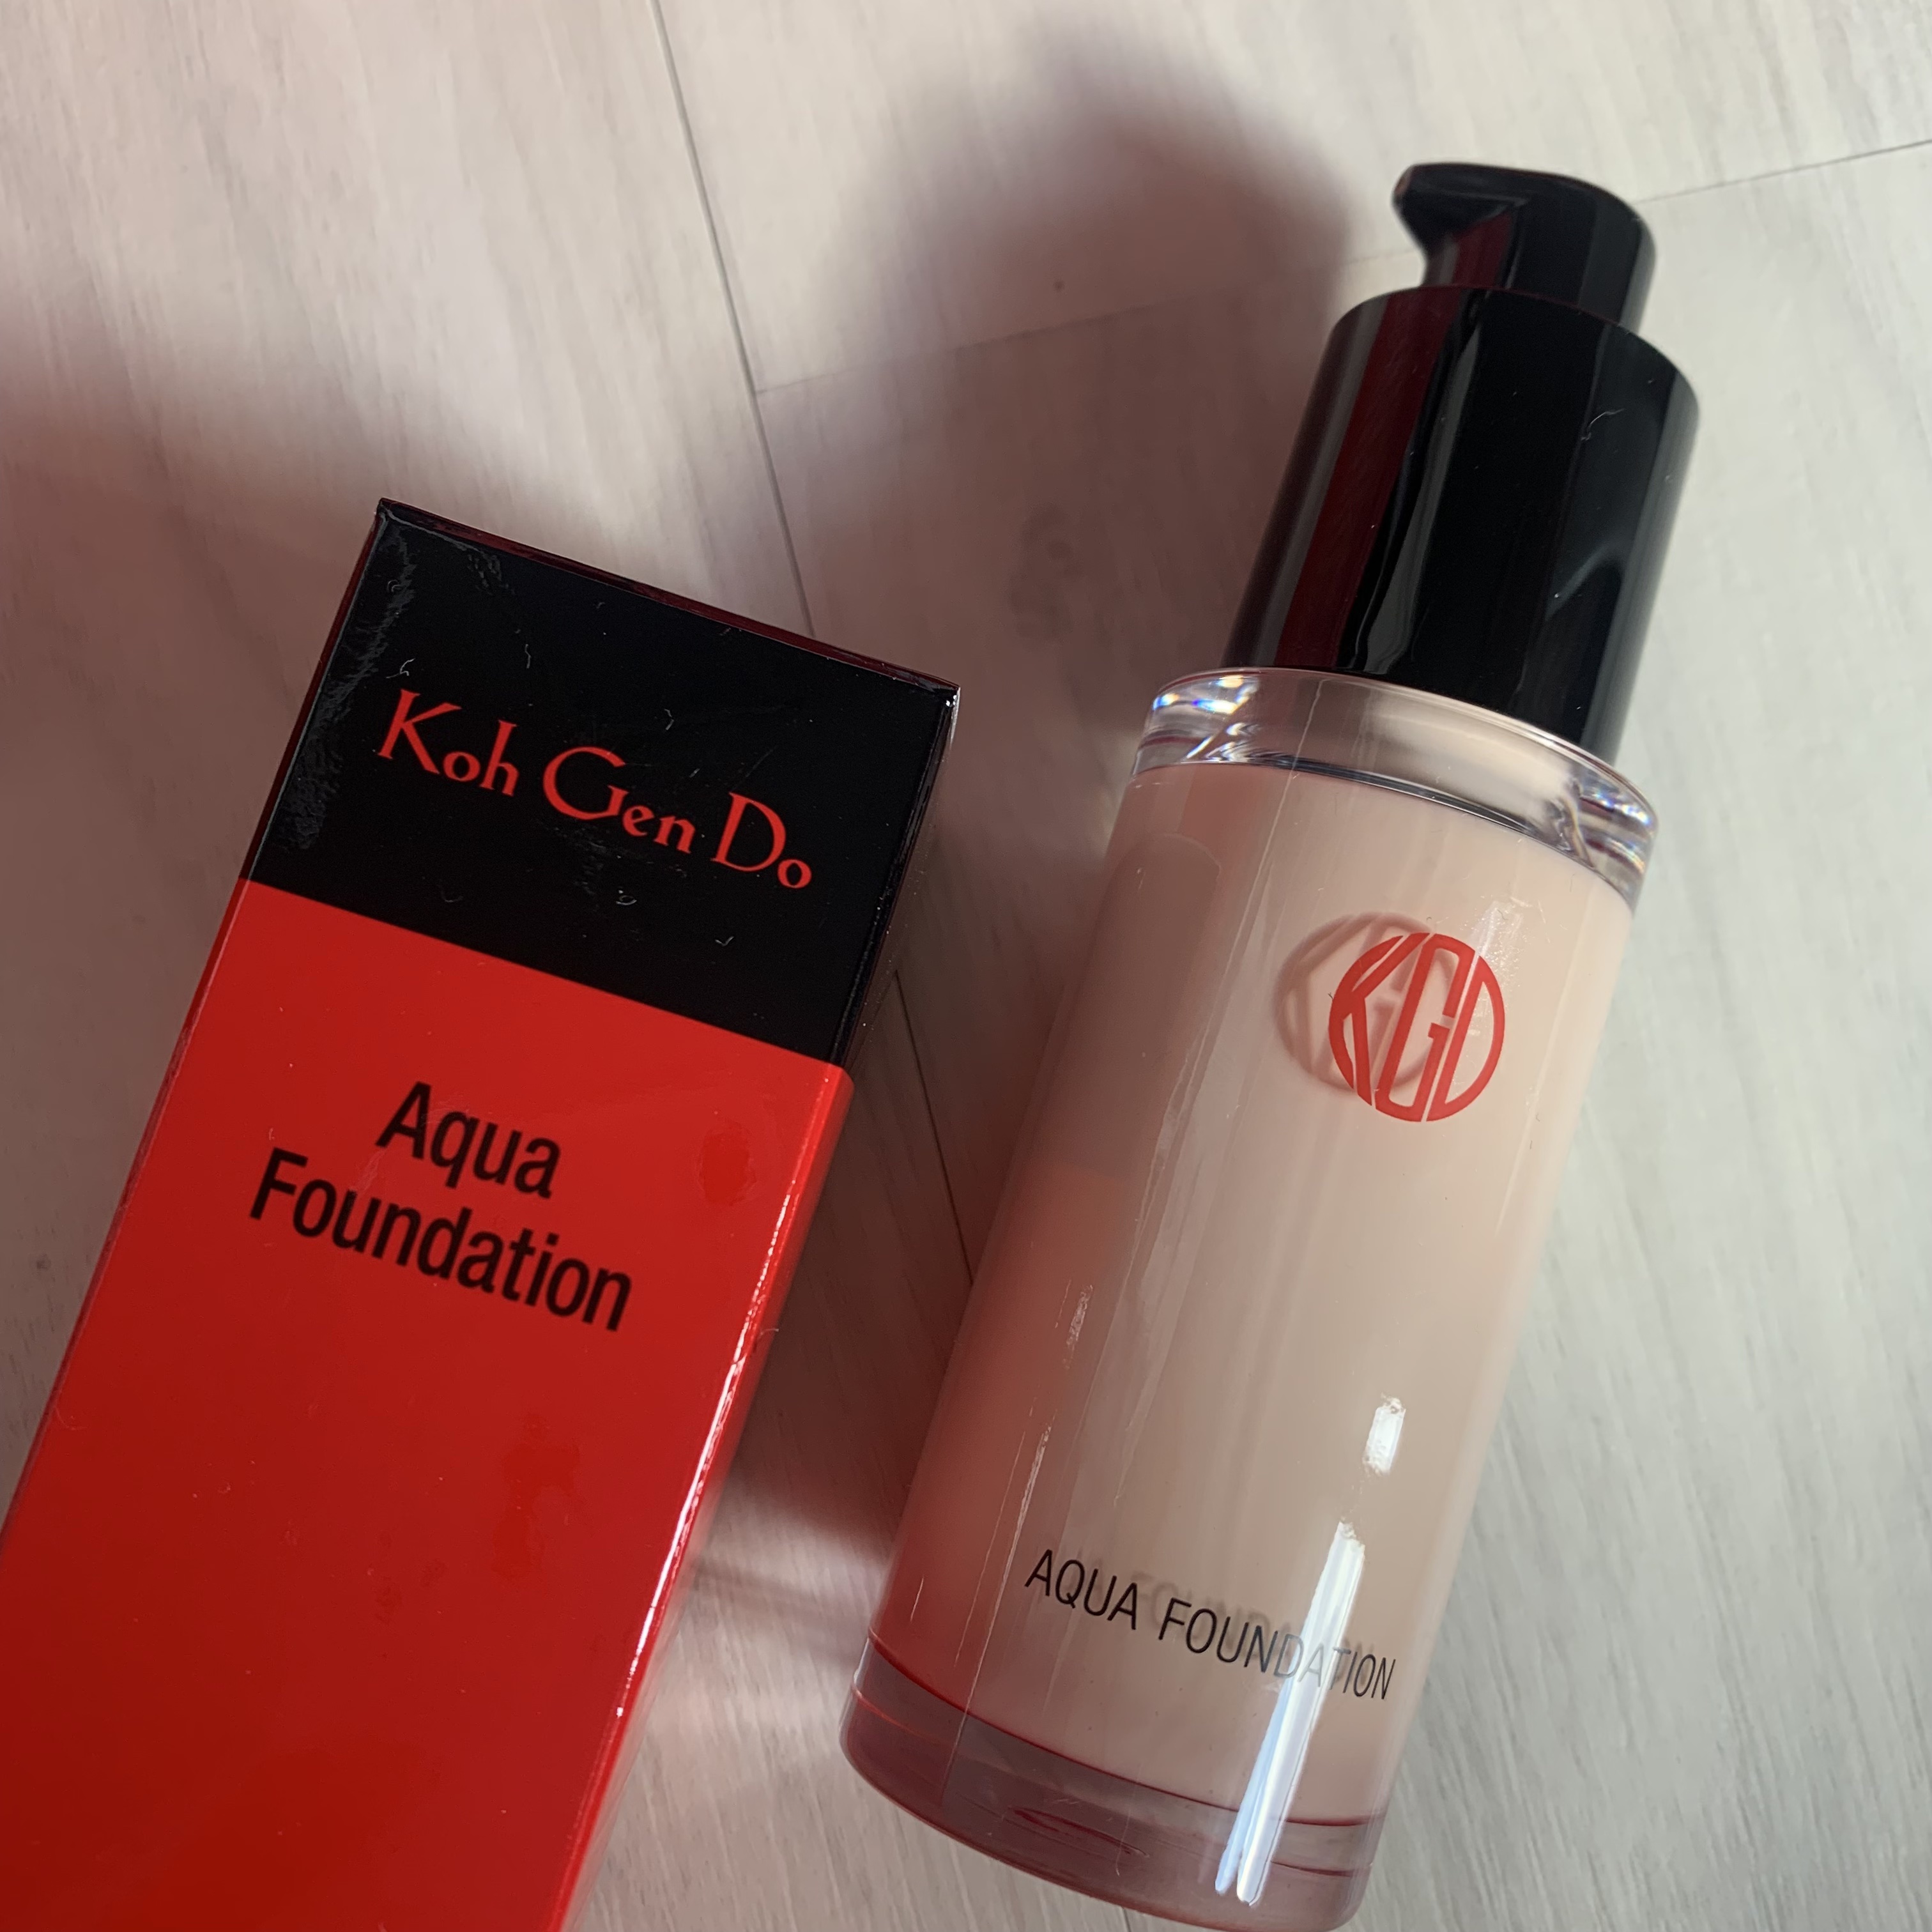 Koh Gen Do
Aqua
Foundation
KGD
AQUA FOUNDATION